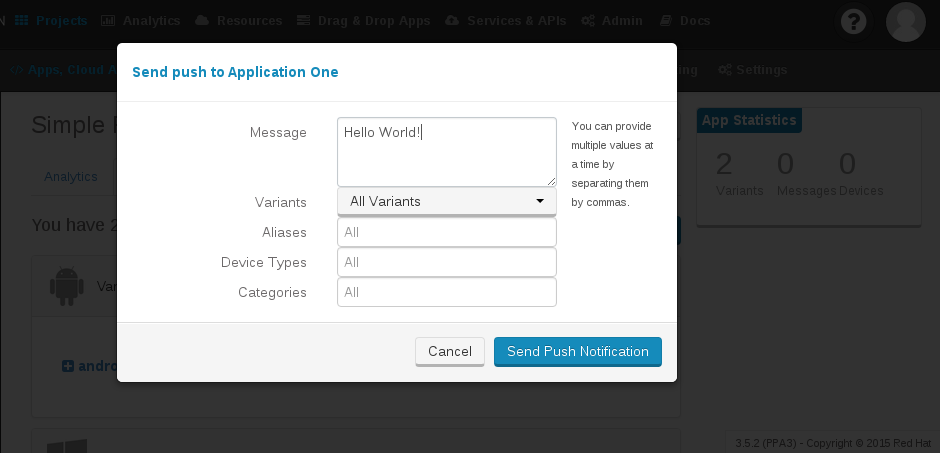 N Projects Analytics Resources Drag & Drop Apps Services & APIs Admin Docs
Apps, Cloud Settings
Send push to Application One
Simple
App Statistics
Message
Hello World!
You can provide
multiple values at
a time by
separating them
by commas.
2 0 0
Variants Messages Devices
Analytics
Variants
All Variants
You have 2
Aliases
All
Device Types
All
Categories
All
Send Push Notification
Cancel
3.5.2 (PPA3) - Copyright © 2015 Red Hat